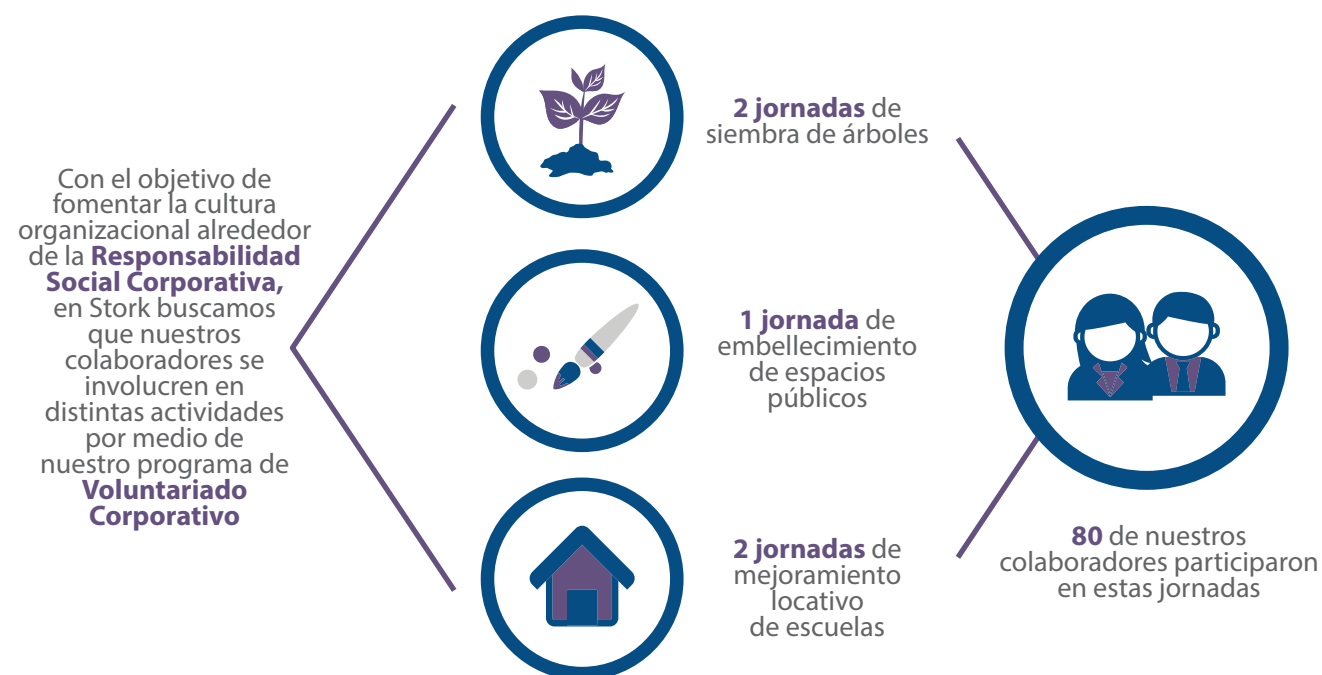 Con el objetivo de
fomentar la cultura
organizacional alrededor
de la Responsabilidad
Social Corporativa,
en Stork buscamos
que nuestros
colaboradores se
involucren en
distintas actividades
por medio de
nuestro programa de
Voluntariado
Corporativo
2 jornadas de
siembra de árboles
1 jornada de
embellecimiento
de espacios
públicos
2 jornadas de
mejoramiento
locativo
de escuelas
80 de nuestros
colaboradores participaron
en estas jornadas